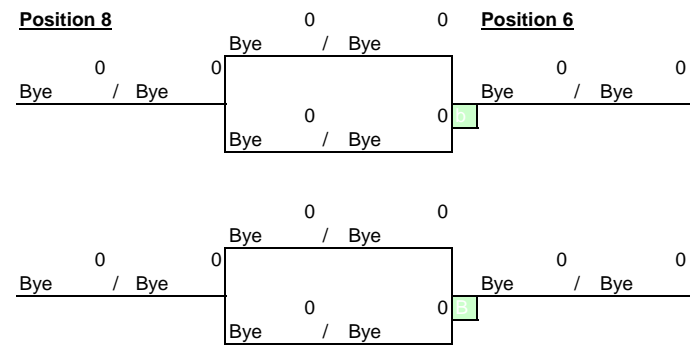 Position 8 0 0 Position 6
Bye / Bye
0 0 0 0
Bye / Bye Bye / Bye
0 0 b
Bye / Bye
0 0
Bye / Bye
0 0 0 0
Bye / Bye Bye / Bye
0 0 B
Bye / Bye